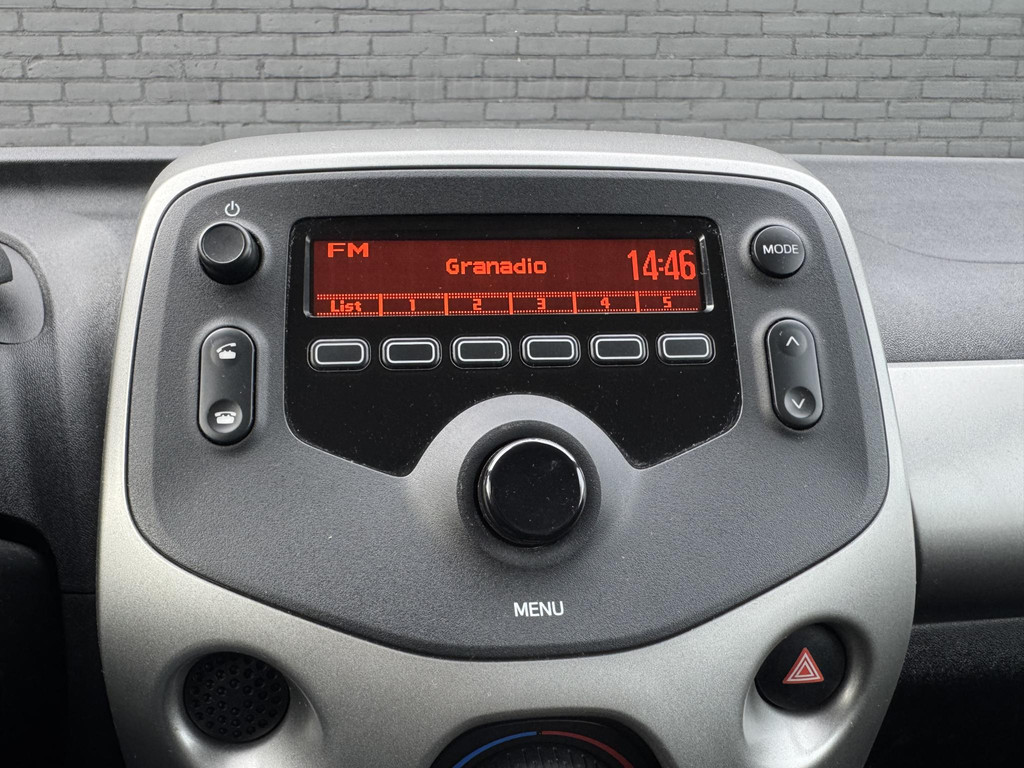 FM
Granadio
14:46
List 1 2 3 4 5
MODE
MENU